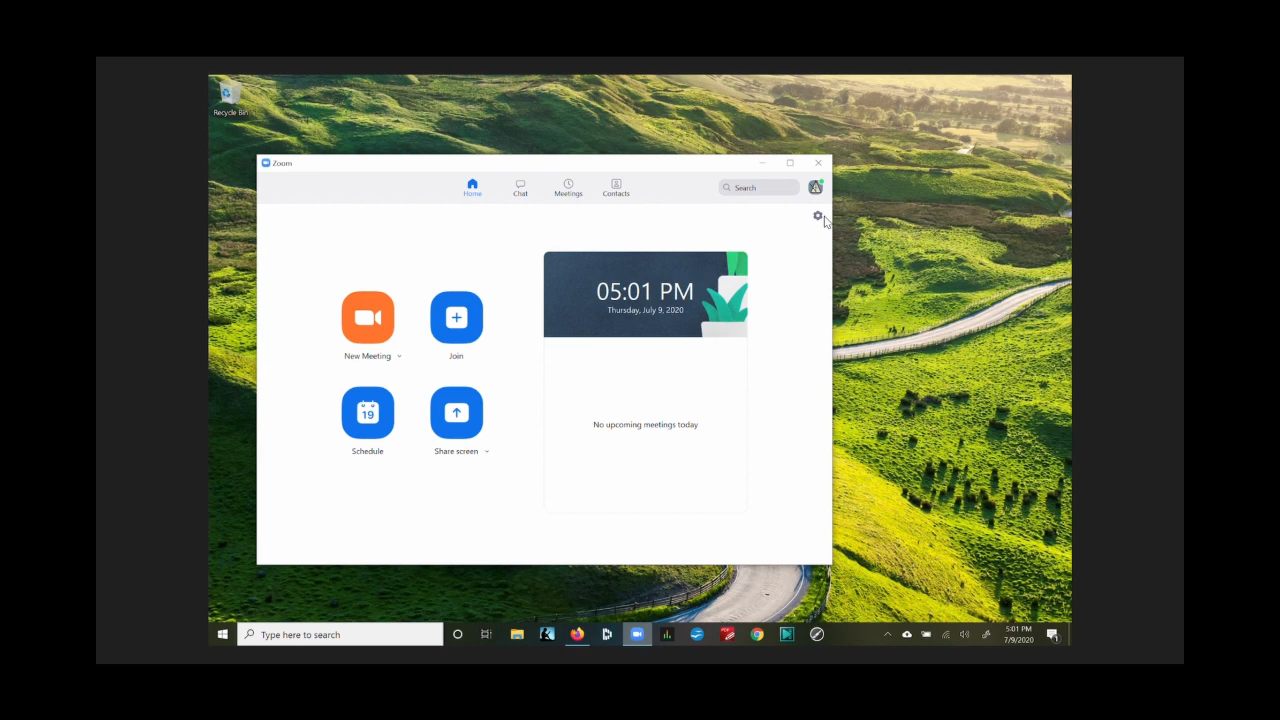 Recycle Bin
Zoom
Home
Chat
Meetings
Contacts
Search
05:01 PM
Thursday, July 9, 2020
New Meeting
Join
19
Schedule
Share screen
No upcoming meetings today
Type here to search
5:01 PM
7/9/2020